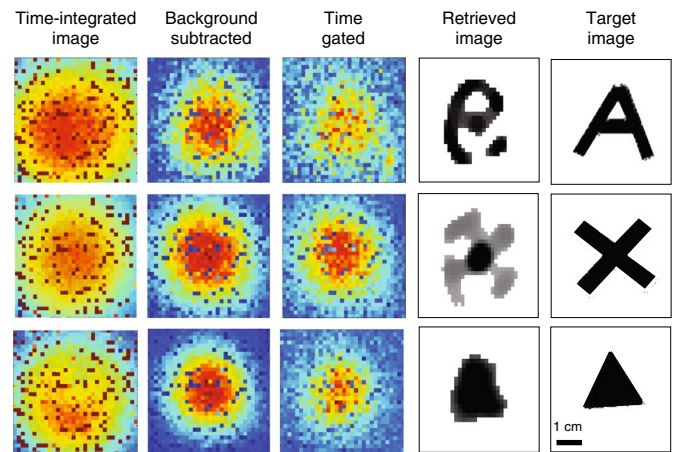 Time-integrated
image
Background
subtracted
Time
gated
Retrieved
image
Target
image
A
1 cm